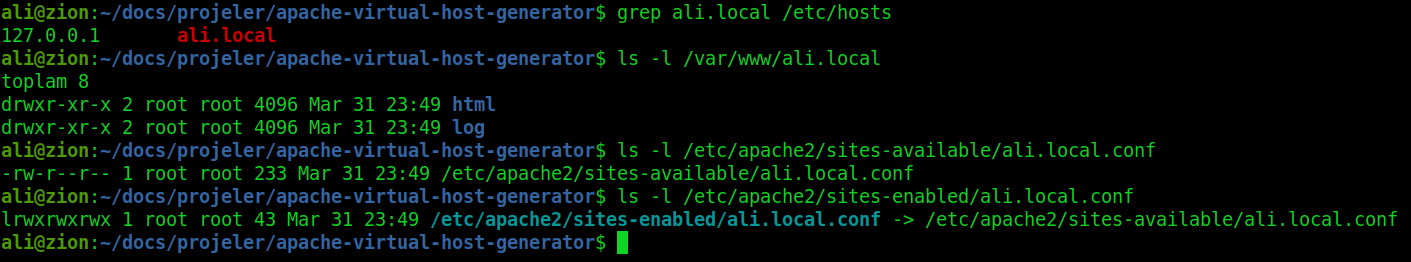 ali@zion:~/docs/projeler/apache-virtual-host-generator$ grep ali.local /etc/hosts
127.0.0.1       ali.local
ali@zion:~/docs/projeler/apache-virtual-host-generator$ ls -l /var/www/ali.local
toplam 8
drwxr-xr-x 2 root root 4096 Mar 31 23:49 html
drwxr-xr-x 2 root root 4096 Mar 31 23:49 log
ali@zion:~/docs/projeler/apache-virtual-host-generator$ ls -l /etc/apache2/sites-available/ali.local.conf
-rw-r--r-- 1 root root 233 Mar 31 23:49 /etc/apache2/sites-available/ali.local.conf
ali@zion:~/docs/projeler/apache-virtual-host-generator$ ls -l /etc/apache2/sites-enabled/ali.local.conf
lrwxrwxrwx 1 root root 43 Mar 31 23:49 /etc/apache2/sites-enabled/ali.local.conf -> /etc/apache2/sites-available/ali.local.conf
ali@zion:~/docs/projeler/apache-virtual-host-generator$